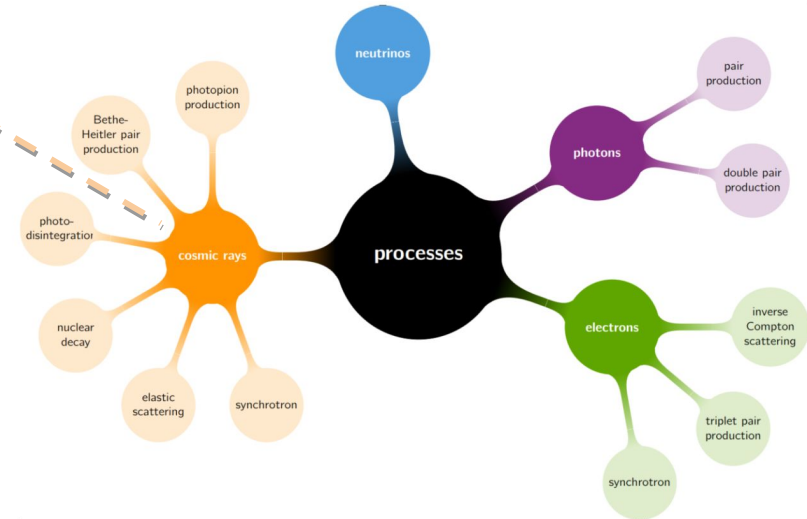 neutrinos
photopion
production
Bethe-
Heitler pair
production
photo-
disintegration
cosmic rays
nuclear
decay
elastic
scattering
synchrotron
processes
photons
pair
production
double pair
production
electrons
inverse
Compton
scattering
triplet pair
production
synchrotron